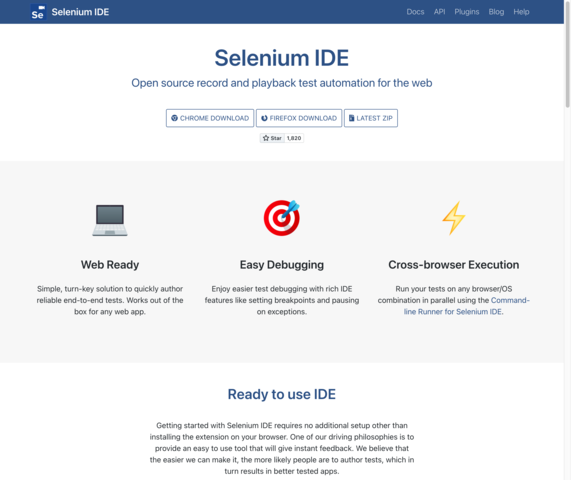 Se Selenium IDE Docs API Plugins Blog Help
Selenium IDE
Open source record and playback test automation for the web
CHROME DOWNLOAD FIREFOX DOWNLOAD LATEST ZIP
Star 1,820
Web Ready
Simple, turn-key solution to quickly author
reliable end-to-end tests. Works out of the
box for any web app.
Easy Debugging
Enjoy easier test debugging with rich IDE
features like setting breakpoints and pausing
on exceptions.
Cross-browser Execution
Run your tests on any browser/OS
combination in parallel using the Command-
line Runner for Selenium IDE.
Ready to use IDE
Getting started with Selenium IDE requires no additional setup other than
installing the extension on your browser. One of our driving philosophies is to
provide an easy to use tool that will give instant feedback. We believe that
the easier we can make it, the more likely people are to author tests, which in
turn results in better tested apps.